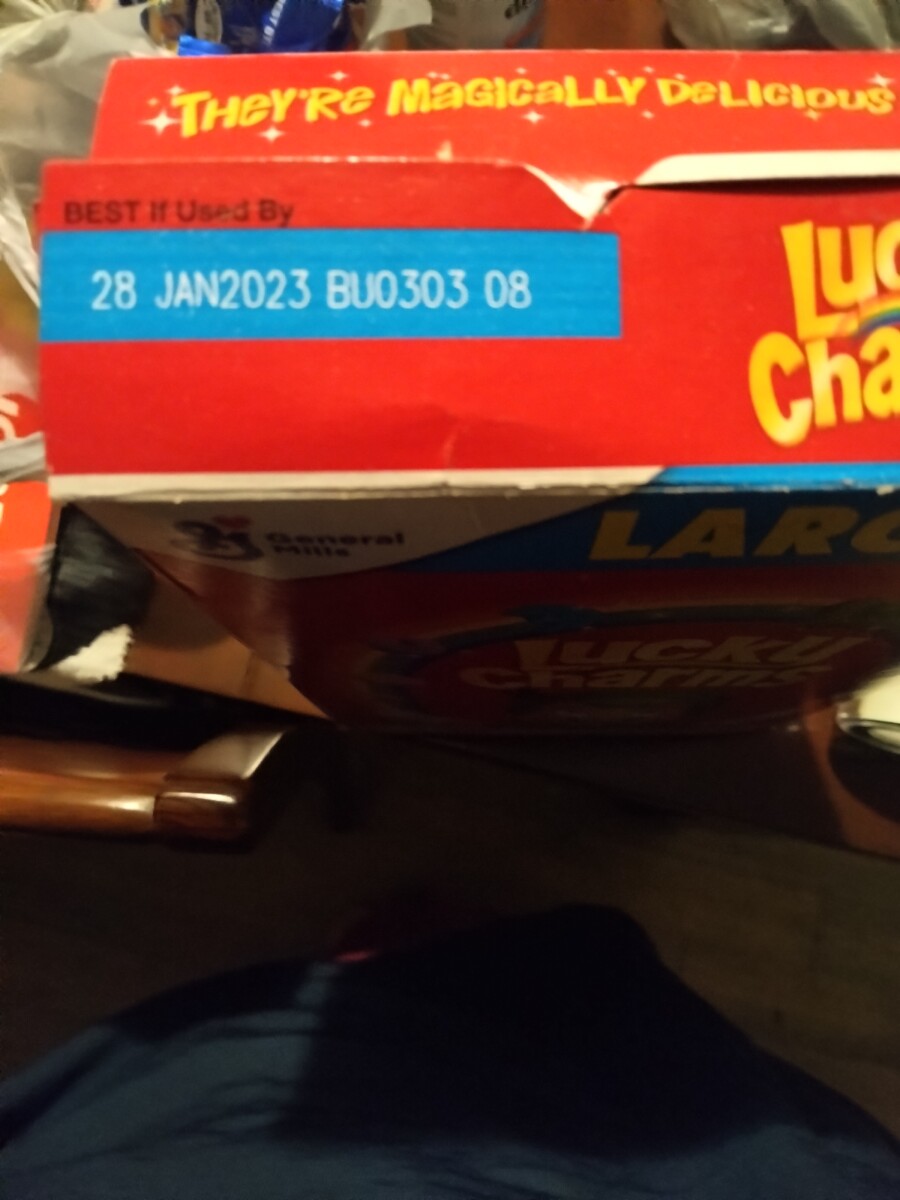 THEY'RE MAGICALLY DELICIOUS
BEST If Used By
28 JAN2023 BU0303 08
Luc
Cha
General
Mills
LARG
Lucky
Charms